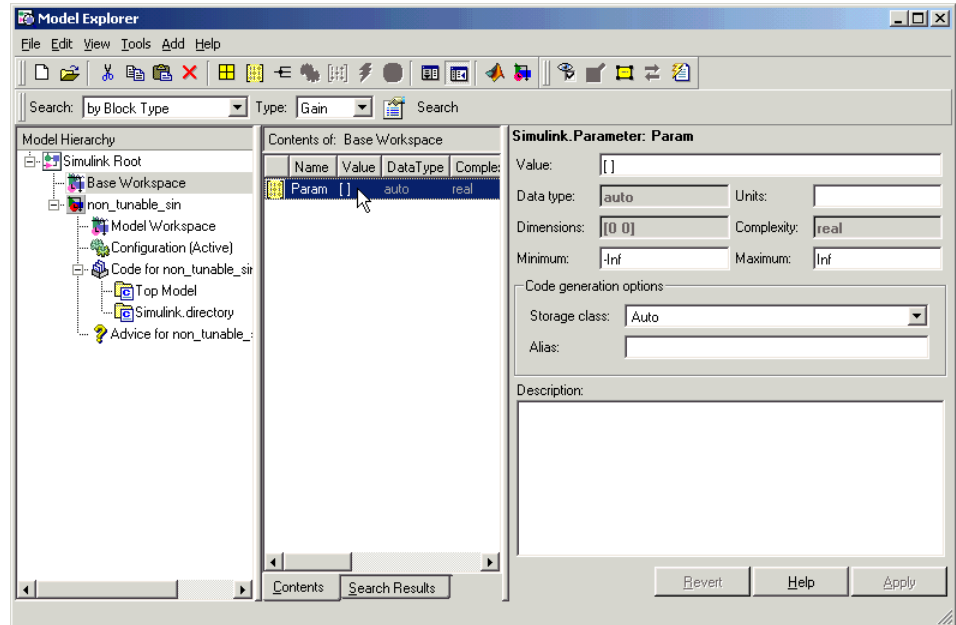 Model Explorer
File Edit View Tools Add Help
Search: by Block Type Type: Gain Search
Model Hierarchy
Simulink Root
Base Workspace
non_tunable_sin
Model Workspace
Configuration (Active)
Code for non_tunable_sin
Top Model
Simulink.directory
Advice for non_tunable_
Contents of: Base Workspace
Name Value DataType Comple
Param [] auto real
Contents Search Results
Simulink.Parameter: Param
Value: []
Data type: auto Units:
Dimensions: [0 0] Complexity: real
Minimum: -Inf Maximum: Inf
Code generation options
Storage class: Auto
Alias:
Description:
Revert Help Apply